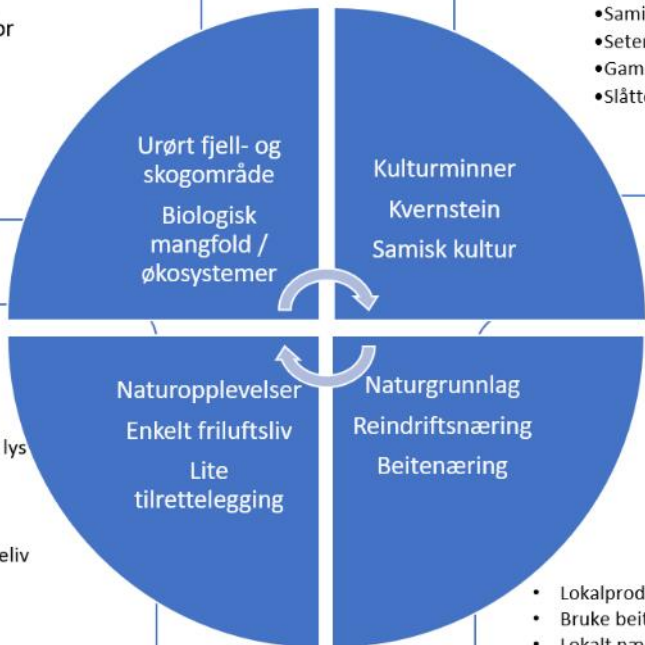 Urørt fjell- og
skogområde
Biologisk
mangfold /
økosystemer
Kulturminner
Kvernstein
Samisk kultur
Naturopplevelser
Enkelt friluftsliv
Lite
tilrettelegging
Naturgrunnlag
Reindriftsnæring
Beitenæring
lys